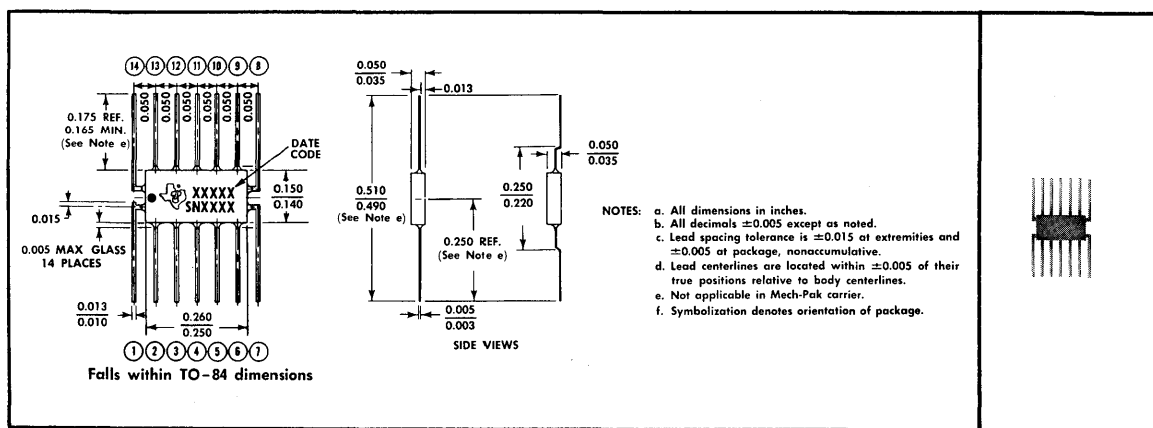 14 13 12 11 10 9 8
0.050 0.050 0.050 0.050 0.050 0.050
0.175 REF.
0.165 MIN.
(See Note e)
DATE
CODE
XXXXX
SNXXXX
0.150
0.140
0.015
0.005 MAX GLASS
14 PLACES
0.013
0.010
0.260
0.250
1 2 3 4 5 6 7
Falls within TO-84 dimensions
0.050
0.035
0.013
0.510
0.490
(See Note e)
0.250 REF.
(See Note e)
0.005
0.003
0.050
0.035
0.250
0.220
SIDE VIEWS
NOTES: a. All dimensions in inches.
b. All decimals ±0.005 except as noted.
c. Lead spacing tolerance is ±0.015 at extremities and
±0.005 at package, nonaccumulative.
d. Lead centerlines are located within ±0.005 of their
true positions relative to body centerlines.
e. Not applicable in Mech-Pak carrier.
f. Symbolization denotes orientation of package.